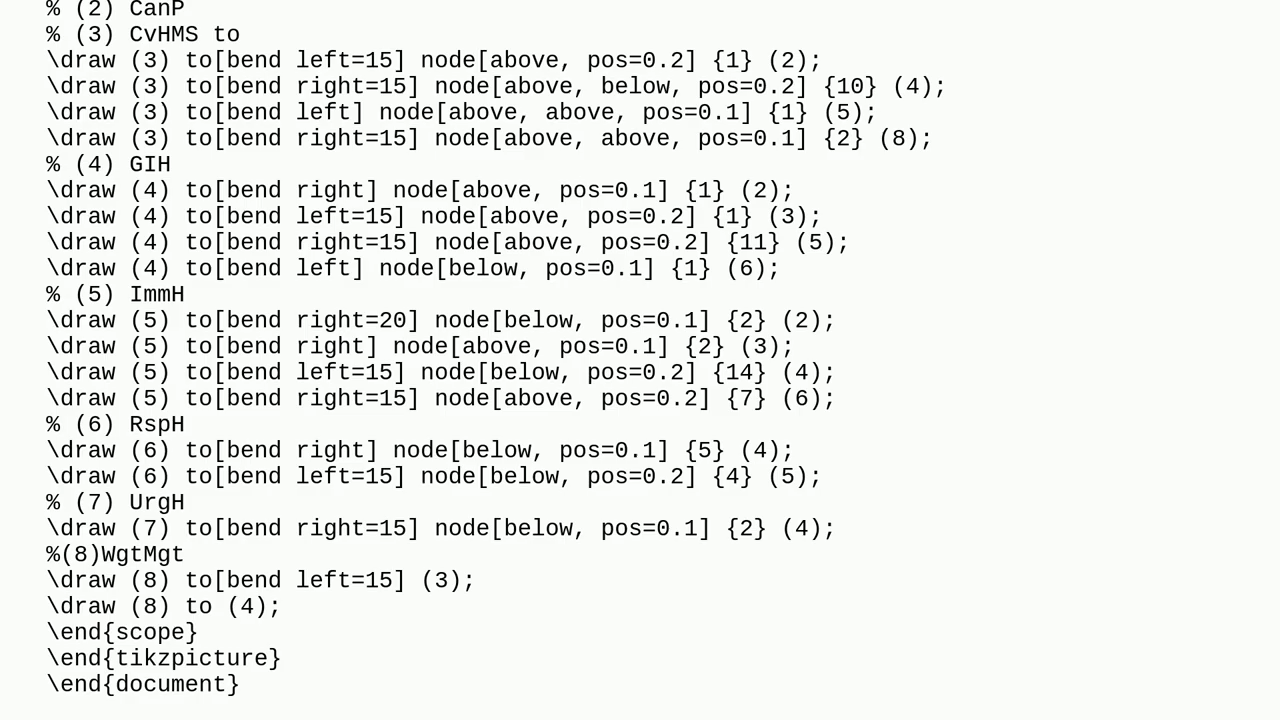 % (2) CanP
% (3) CvHMS to
\draw (3) to[bend left=15] node[above, pos=0.2] {1} (2);
\draw (3) to[bend right=15] node[above, below, pos=0.2] {10} (4);
\draw (3) to[bend left] node[above, above, pos=0.1] {1} (5);
\draw (3) to[bend right=15] node[above, above, pos=0.1] {2} (8);
% (4) GIH
\draw (4) to[bend right] node[above, pos=0.1] {1} (2);
\draw (4) to[bend left=15] node[above, pos=0.2] {1} (3);
\draw (4) to[bend right=15] node[above, pos=0.2] {11} (5);
\draw (4) to[bend left] node[below, pos=0.1] {1} (6);
% (5) ImmH
\draw (5) to[bend right=20] node[below, pos=0.1] {2} (2);
\draw (5) to[bend right] node[above, pos=0.1] {2} (3);
\draw (5) to[bend left=15] node[below, pos=0.2] {14} (4);
\draw (5) to[bend right=15] node[above, pos=0.2] {7} (6);
% (6) RspH
\draw (6) to[bend right] node[below, pos=0.1] {5} (4);
\draw (6) to[bend left=15] node[below, pos=0.2] {4} (5);
% (7) UrgH
\draw (7) to[bend right=15] node[below, pos=0.1] {2} (4);
%(8)WgtMgt
\draw (8) to[bend left=15] (3);
\draw (8) to (4);
\end{scope}
\end{tikzpicture}
\end{document}